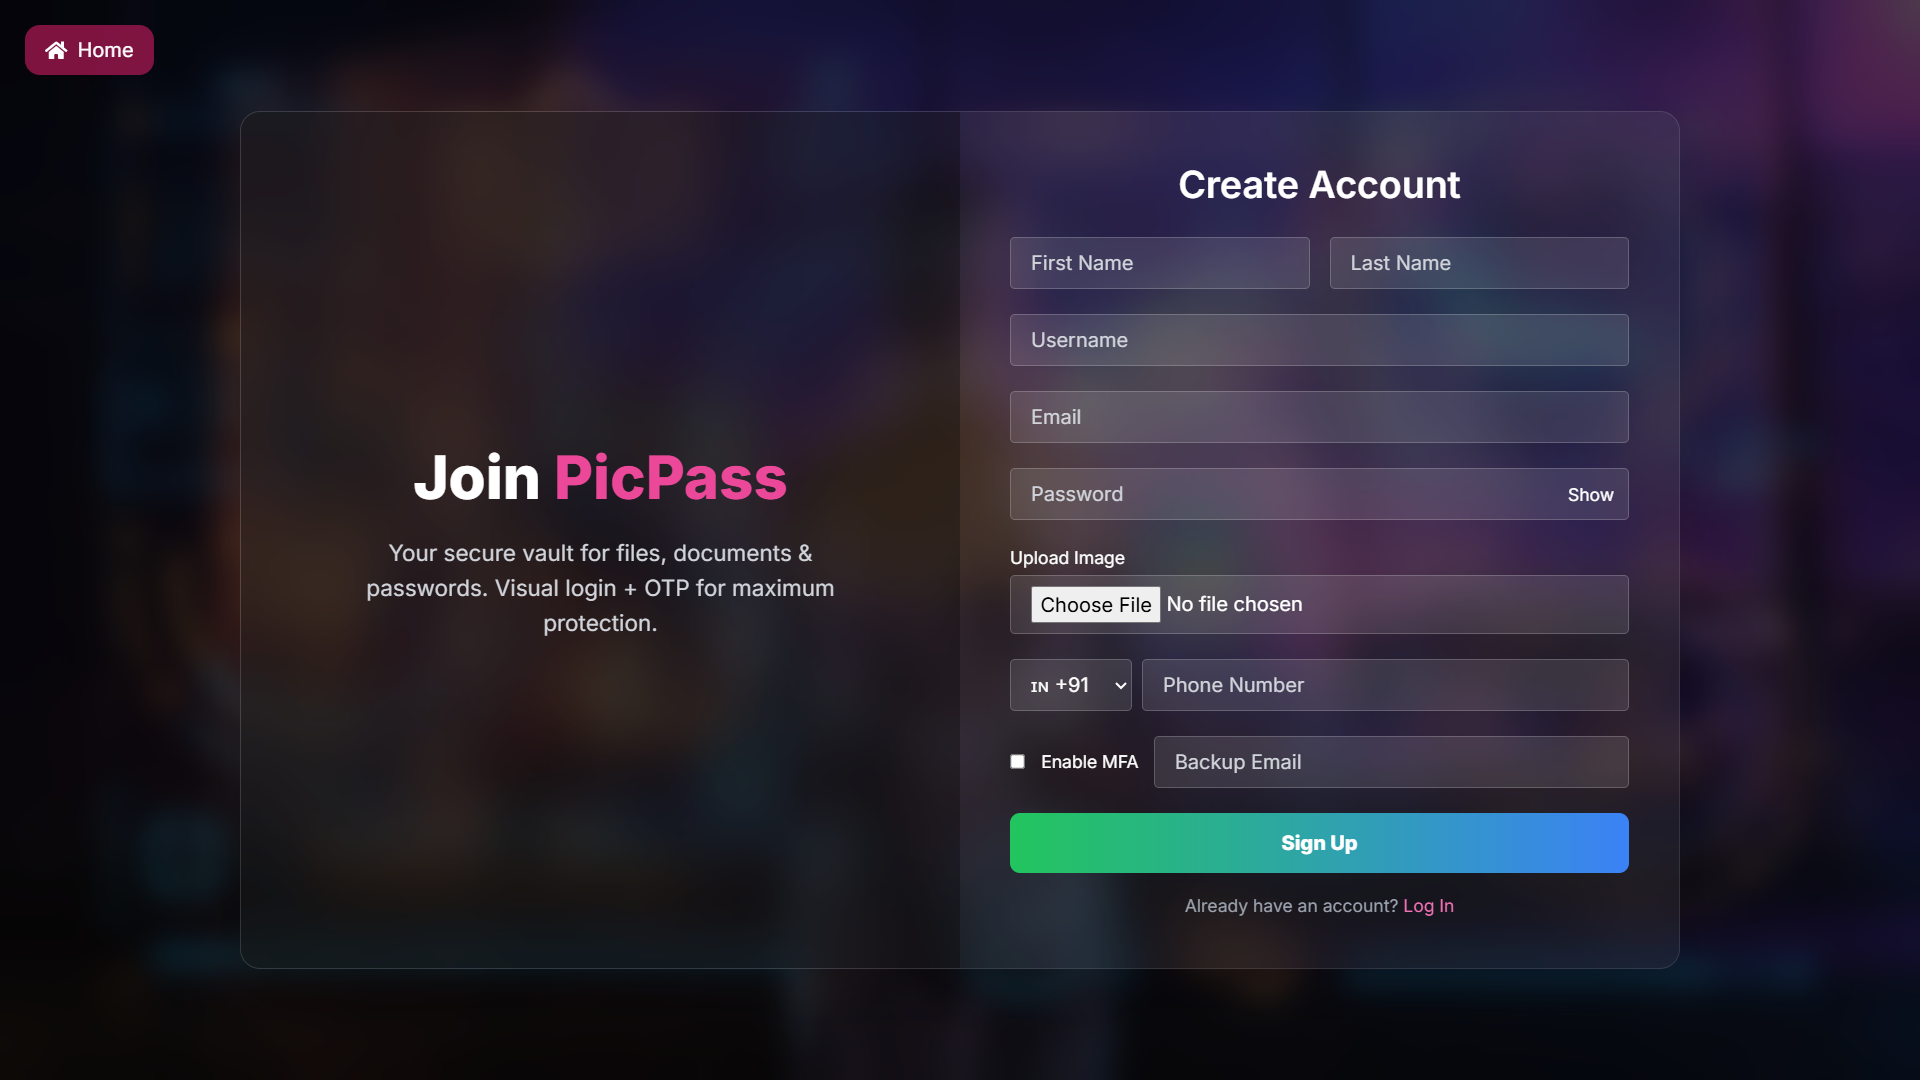 Home
Join PicPass
Your secure vault for files, documents &
passwords. Visual login + OTP for maximum
protection.
Create Account
First Name
Last Name
Username
Email
Password
Show
Upload Image
Choose File No file chosen
IN +91
Phone Number
Enable MFA
Backup Email
Sign Up
Already have an account? Log In